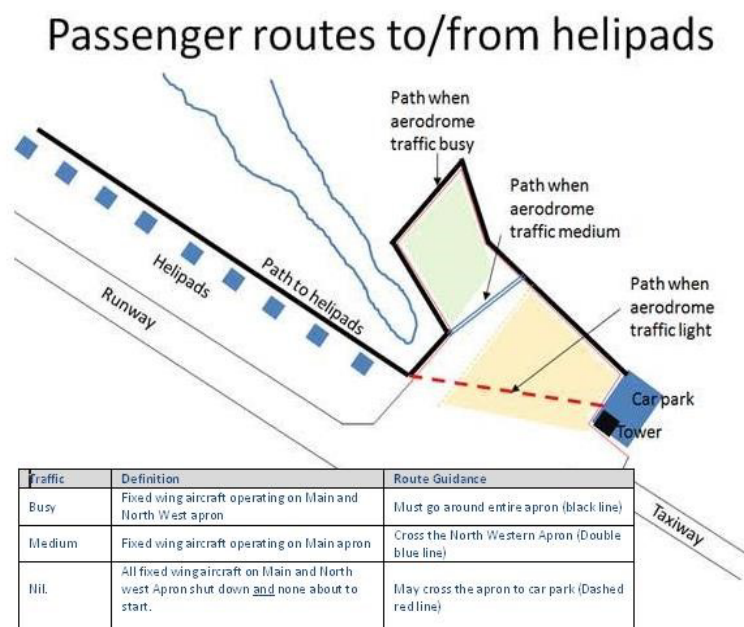 Passenger routes to/from helipads
Path when
aerodrome
traffic busy
Path when
aerodrome
traffic medium
Path when
aerodrome
traffic light
Helipads
Path to helipads
Runway
Car park
Tower
Taxiway
Traffic Definition Route Guidance
Busy
Fixed wing aircraft operating on Main and
North West apron
Must go around entire apron (black line)
Medium
Fixed wing aircraft operating on Main apron
Cross the North Western Apron (Double
blue line)
Nil.
All fixed wing aircraft on Main and North
west Apron shut down and none about to
start.
May cross the apron to car park (Dashed
red line)